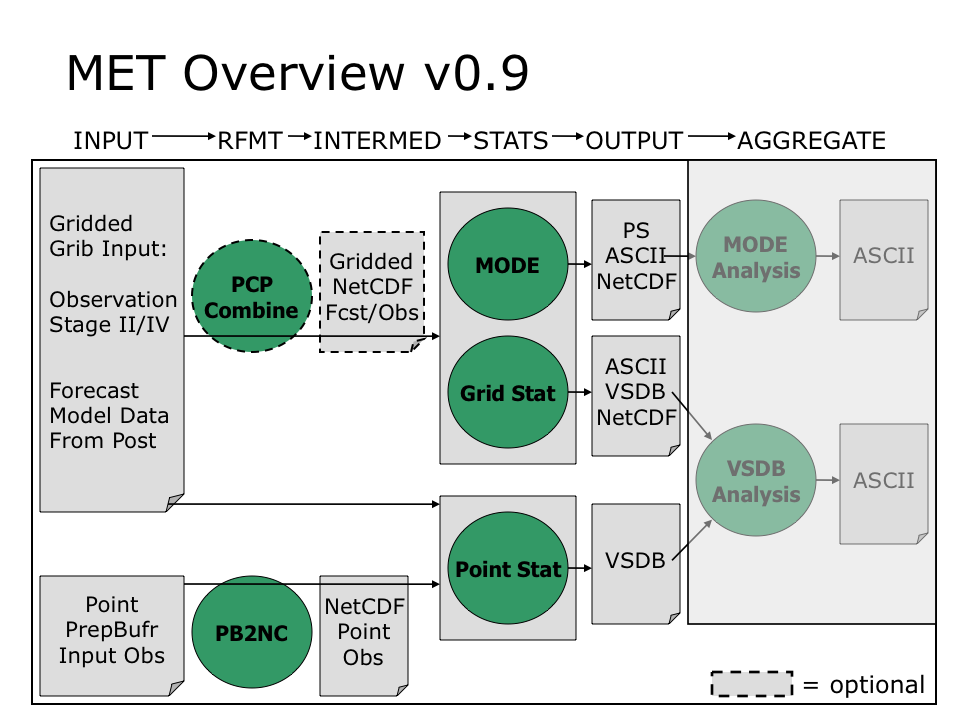 MET Overview v0.9
INPUT RFMT INTERMED STATS OUTPUT AGGREGATE
Gridded
Grib Input:
Observation
Stage II/IV
Forecast
Model Data
From Post
PCP
Combine
Gridded
NetCDF
Fcst/Obs
MODE
PS
ASCII
NetCDF
MODE
Analysis
ASCII
Grid Stat
ASCII
VSDB
NetCDF
VSDB
Analysis
ASCII
Point Stat
VSDB
Point
PrepBufr
Input Obs
PB2NC
NetCDF
Point
Obs
= optional